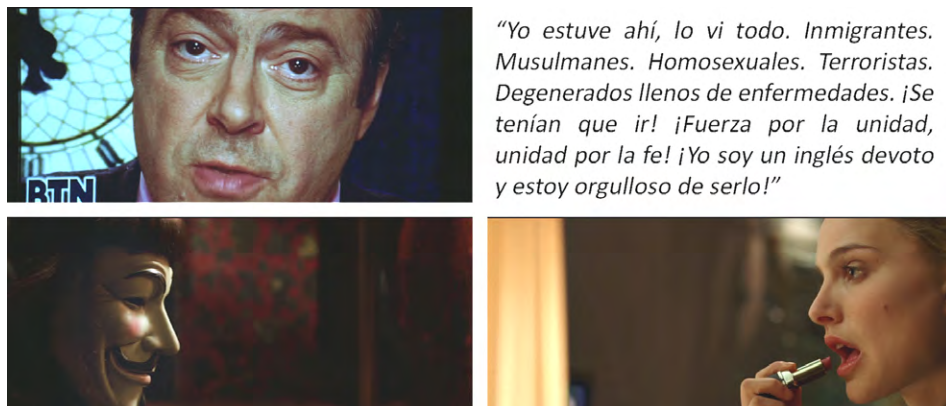 “Yo estuve ahí, lo vi todo. Inmigrantes.
Musulmanes. Homosexuales. Terroristas.
Degenerados llenos de enfermedades. ¡Se
tenían que ir! ¡Fuerza por la unidad,
unidad por la fe! ¡Yo soy un inglés devoto
y estoy orgulloso de serlo!”
BTN